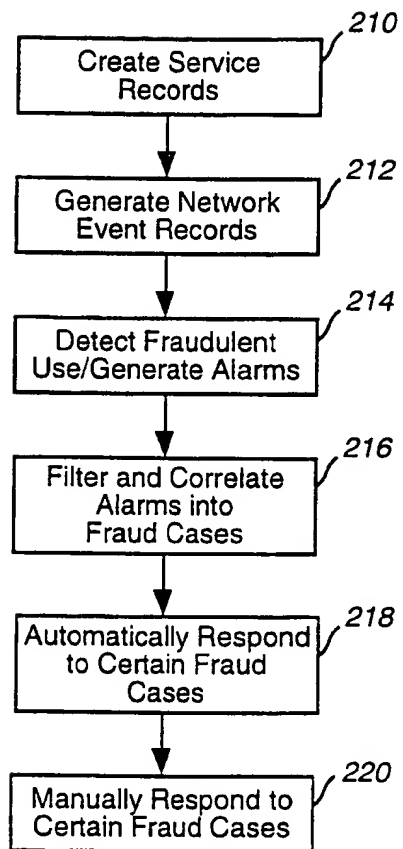 210
Create Service
Records
212
Generate Network
Event Records
214
Detect Fraudulent
Use/Generate Alarms
216
Filter and Correlate
Alarms into
Fraud Cases
218
Automatically Respond
to Certain Fraud
Cases
220
Manually Respond to
Certain Fraud Cases